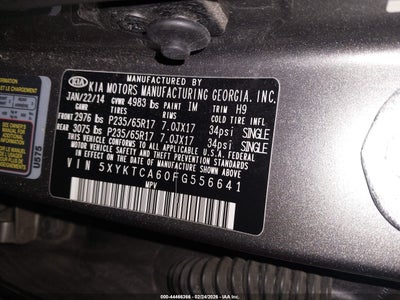 MANUFACTURED BY
KIA KIA MOTORS MANUFACTURING GEORGIA, INC.
JAN/22/14 GVWR 4983 lbs PAINT IM TRIM H9
GAWR TIRES RIMS COLD TIRE INFL
FRONT 2976 lbs P235/65R17 7.0JX17 34psi SINGLE
REAR 3075 lbs P235/65R17 7.0JX17 34psi SINGLE
THIS VEHICLE CONFORMS TO ALL APPLICABLE
FEDERAL MOTOR VEHICLE SAFETY AND
THEFT PREVENTION STANDARDS IN EFFECT
ON THE DATE OF MANUFACTURE SHOWN ABOVE.
VIN 5XYKTCA60FG556641
MPV
U575
000-44466366 - 02/24/2026 - IAA Inc.